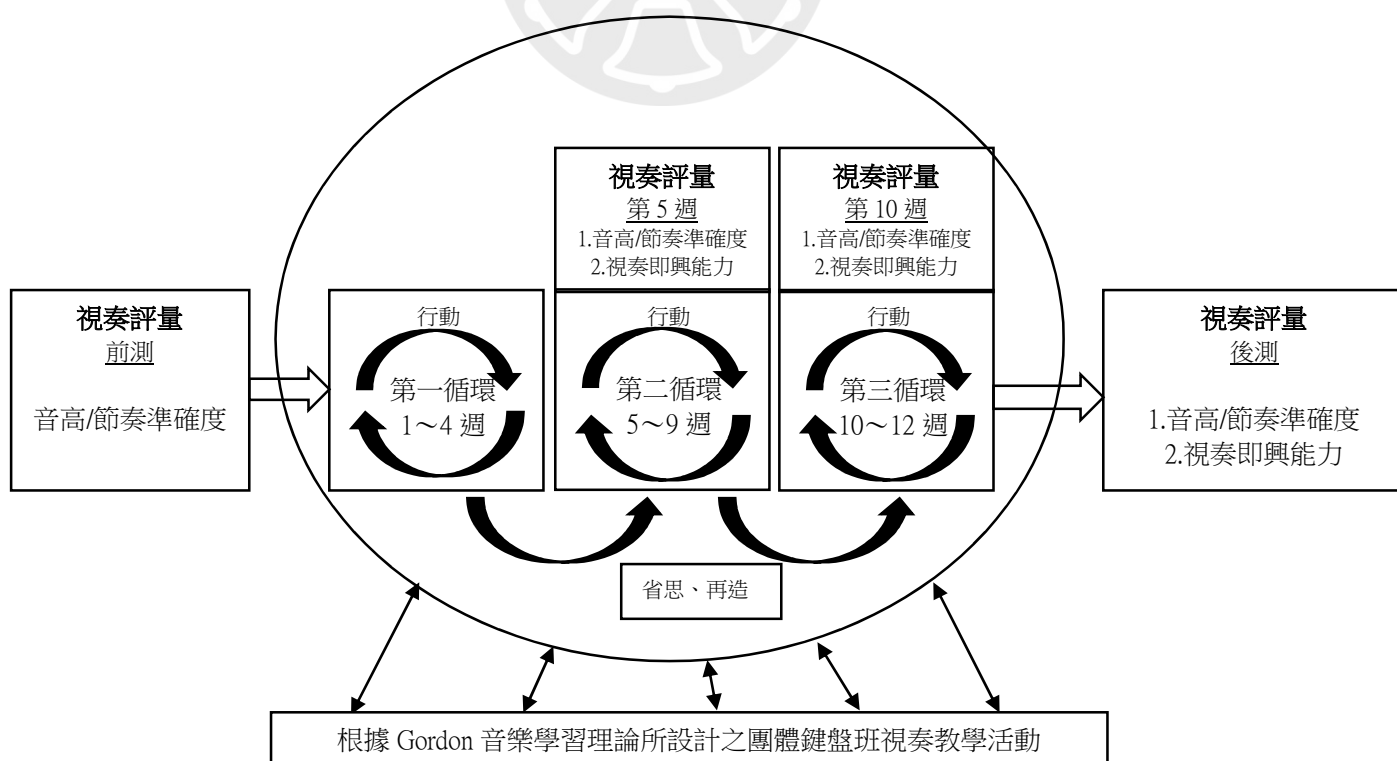 視奏評量
前測
音高/節奏準確度
行動
第一循環
1～4 週
視奏評量
第 5 週
1.音高/節奏準確度
2.視奏即興能力
行動
第二循環
5～9 週
視奏評量
第 10 週
1.音高/節奏準確度
2.視奏即興能力
行動
第三循環
10～12 週
視奏評量
後測
1.音高/節奏準確度
2.視奏即興能力
省思、再造
根據 Gordon 音樂學習理論所設計之團體鍵盤班視奏教學活動